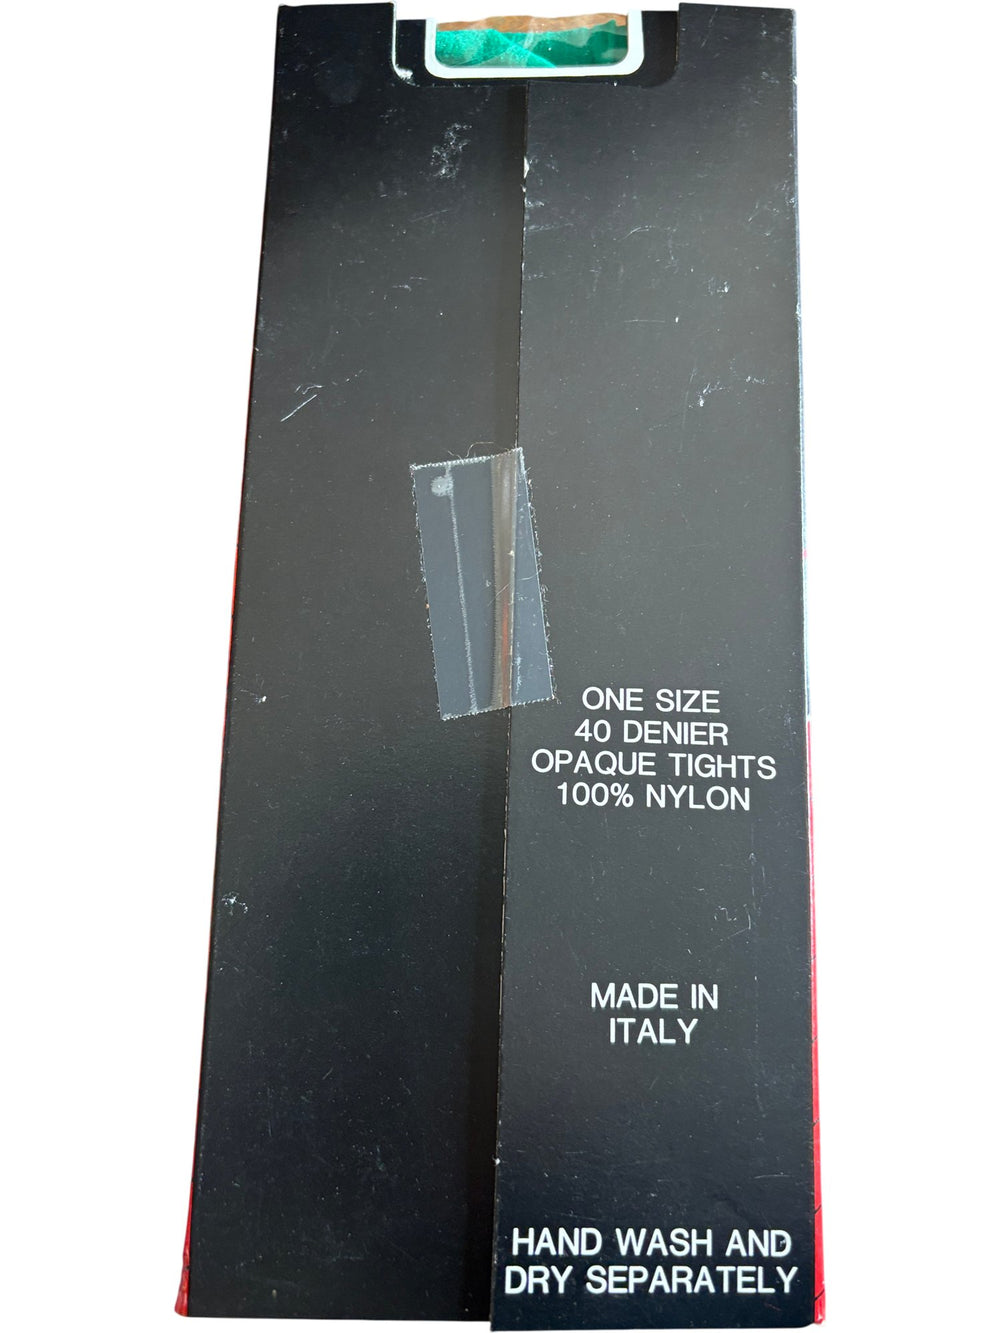 ONE SIZE
40 DENIER
OPAQUE TIGHTS
100% NYLON
MADE IN
ITALY
HAND WASH AND
DRY SEPARATELY